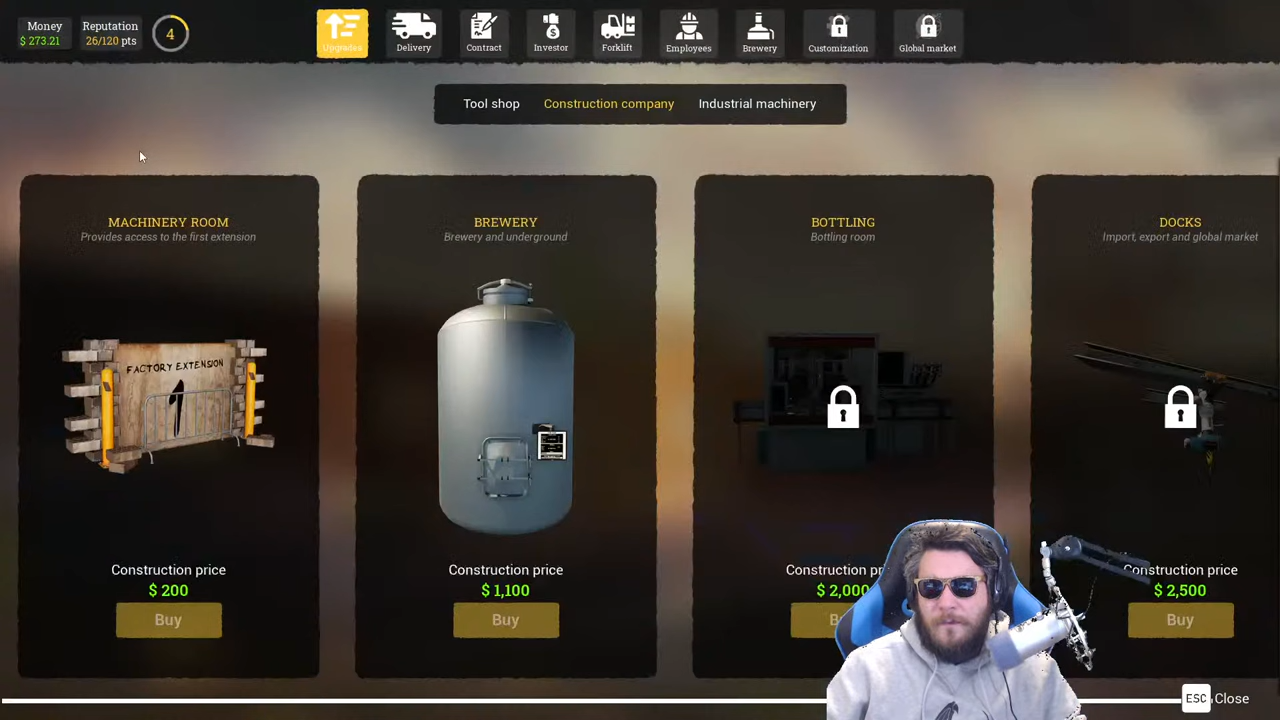 Money
$ 273.21
Reputation
26/120 pts
4
Upgrades
Delivery
Contract
Investor
Forklift
Employees
Brewery
Customization
Global market
Tool shop
Construction company
Industrial machinery
MACHINERY ROOM
Provides access to the first extension
FACTORY EXTENSION
1
Construction price
$ 200
Buy
BREWERY
Brewery and underground
Construction price
$ 1,100
Buy
BOTTLING
Bottling room
Construction pr
$ 2,000
B
DOCKS
Import, export and global market
Construction price
$ 2,500
Buy
ESC Close